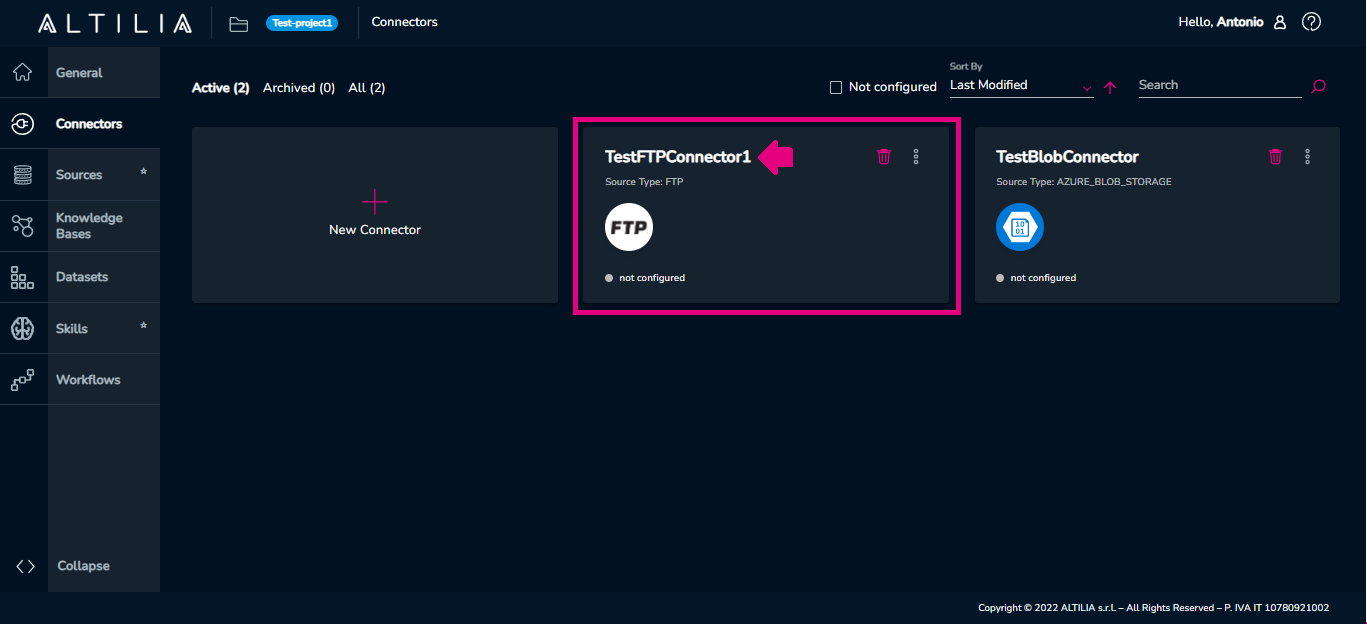 ALTILIA
Test-project1
Connectors
Hello, Antonio
General
Connectors
Sources
Knowledge
Bases
Datasets
Skills
Workflows
Collapse
Active (2) Archived (0) All (2)
Not configured
Sort By
Last Modified
Search
New Connector
TestFTPConnector1
Source Type: FTP
FTP
not configured
TestBlobConnector
Source Type: AZURE_BLOB_STORAGE
10
01
not configured
Copyright © 2022 ALTILIA s.r.l. – All Rights Reserved – P. IVA IT 10780921002